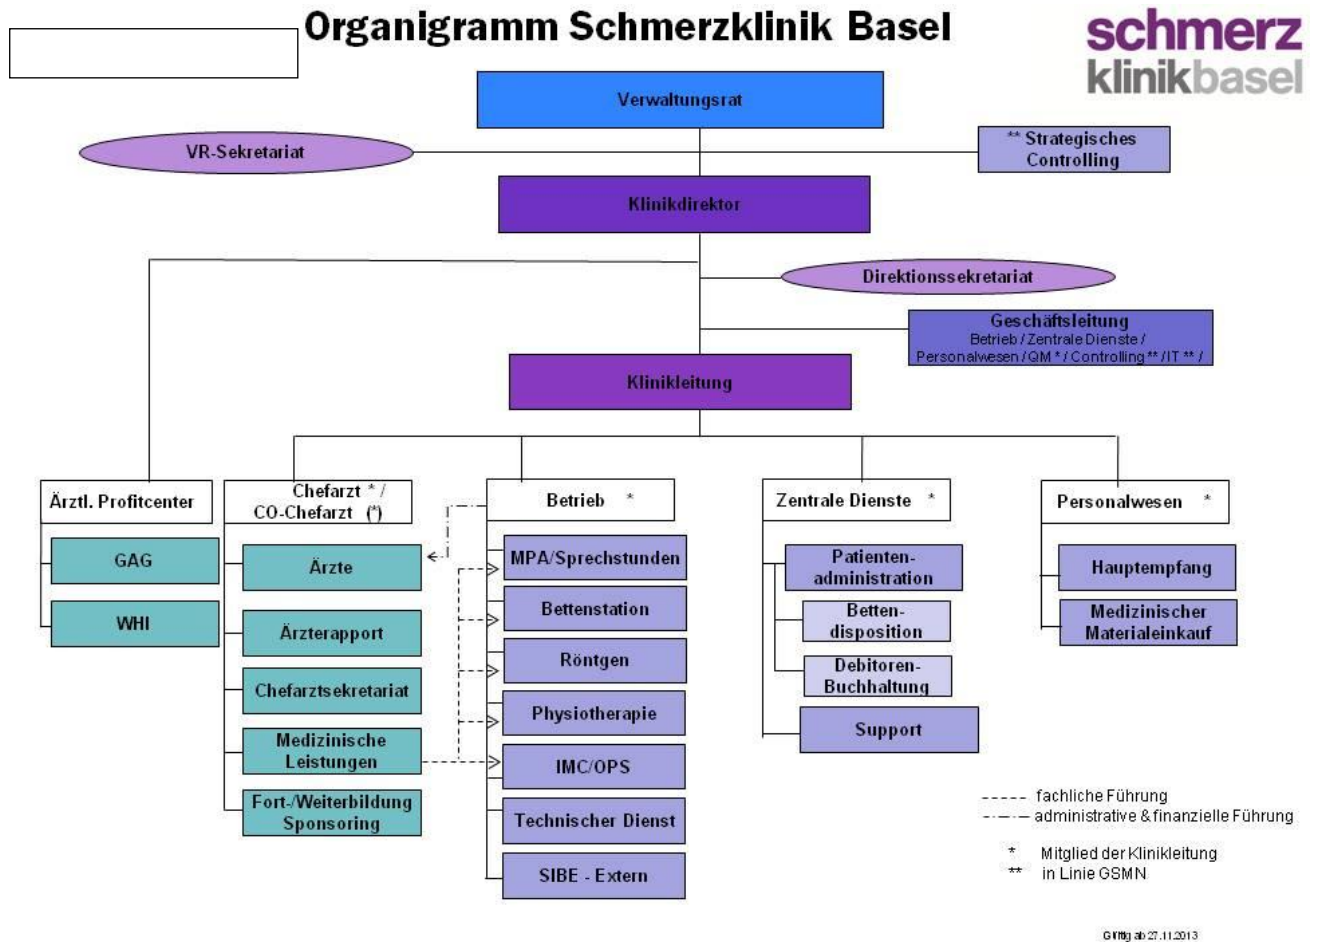 Organigramm Schmerzklinik Basel
schmerz
klinikbasel
Verwaltungsrat
VR-Sekretariat
** Strategisches
Controlling
Klinikdirektor
Direktionssekretariat
Geschäftsleitung
Betrieb / Zentrale Dienste /
Personalwesen / QM * / Controlling ** / IT ** /
Klinikleitung
Ärztl. Profitcenter
GAG
WHI
Chefarzt * /
CO-Chefarzt (*)
Ärzte
Ärzterapport
Chefarztsekretariat
Medizinische
Leistungen
Fort-/Weiterbildung
Sponsoring
Betrieb *
MPA/Sprechstunden
Bettenstation
Röntgen
Physiotherapie
IMC/OPS
Technischer Dienst
SIBE - Extern
Zentrale Dienste *
Patienten-
administration
Betten-
disposition
Debitoren-
Buchhaltung
Support
Personalwesen *
Hauptempfang
Medizinischer
Materialeinkauf
fachliche Führung
administrative & finanzielle Führung
* Mitglied der Klinikleitung
** in Linie GSMN
Gültig ab 27.11.2013